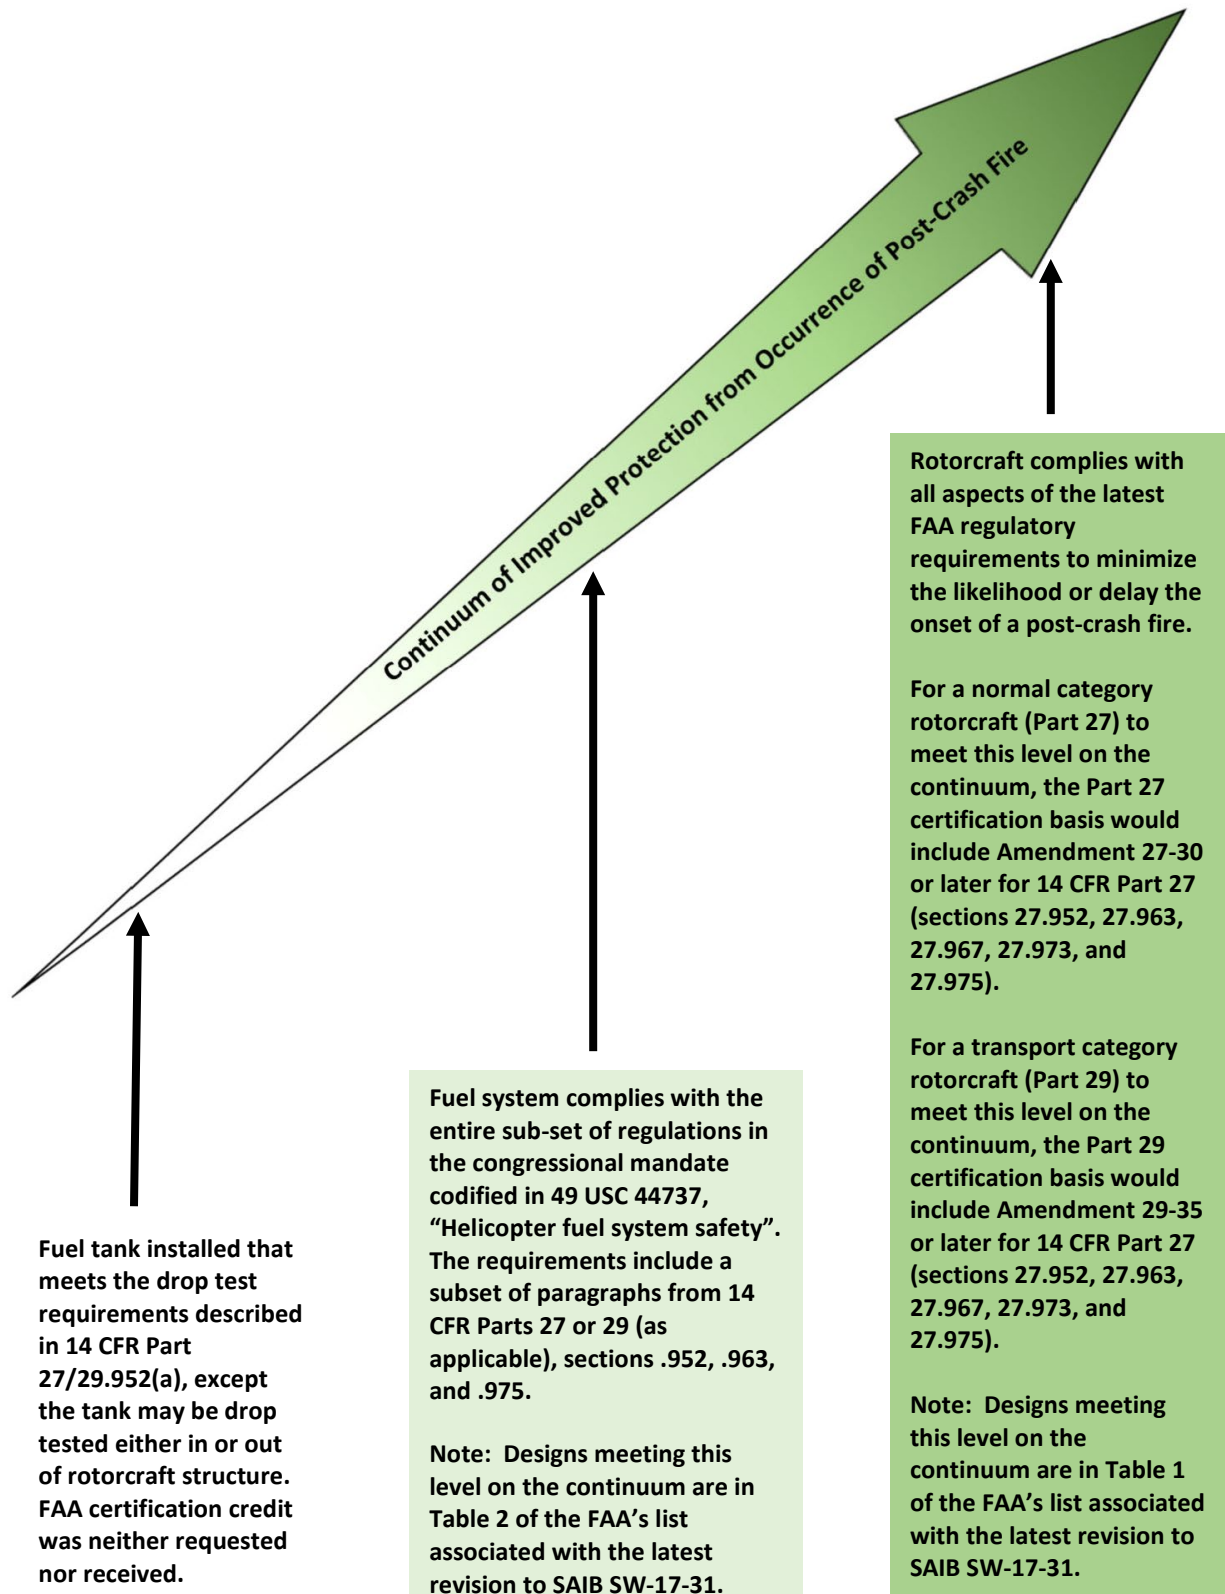 Continuum of Improved Protection from Occurrence of Post-Crash Fire
Fuel tank installed that
meets the drop test
requirements described
in 14 CFR Part
27/29.952(a), except
the tank may be drop
tested either in or out
of rotorcraft structure.
FAA certification credit
was neither requested
nor received.
Fuel system complies with the
entire sub-set of regulations in
the congressional mandate
codified in 49 USC 44737,
“Helicopter fuel system safety”.
The requirements include a
subset of paragraphs from 14
CFR Parts 27 or 29 (as
applicable), sections .952, .963,
and .975.
Note:  Designs meeting this
level on the continuum are in
Table 2 of the FAA’s list
associated with the latest
revision to SAIB SW-17-31.
Rotorcraft complies with
all aspects of the latest
FAA regulatory
requirements to minimize
the likelihood or delay the
onset of a post-crash fire.
For a normal category
rotorcraft (Part 27) to
meet this level on the
continuum, the Part 27
certification basis would
include Amendment 27-30
or later for 14 CFR Part 27
(sections 27.952, 27.963,
27.967, 27.973, and
27.975).
For a transport category
rotorcraft (Part 29) to
meet this level on the
continuum, the Part 29
certification basis would
include Amendment 29-35
or later for 14 CFR Part 27
(sections 27.952, 27.963,
27.967, 27.973, and
27.975).
Note:  Designs meeting
this level on the
continuum are in Table 1
of the FAA’s list associated
with the latest revision to
SAIB SW-17-31.